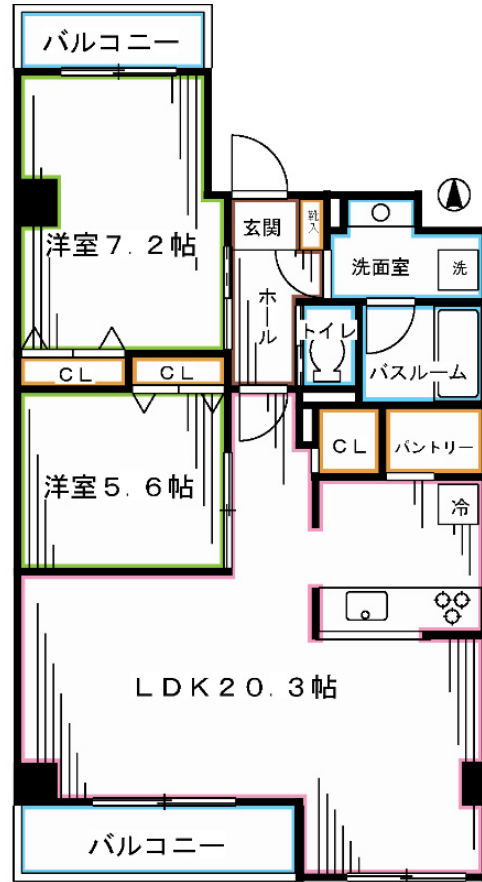 バルコニー
玄関
靴入
洋室7.2帖
洗面室
洗
ホール
トイレ
バスルーム
CL
CL
CL
パントリー
洋室5.6帖
冷
LDK20.3帖
バルコニー